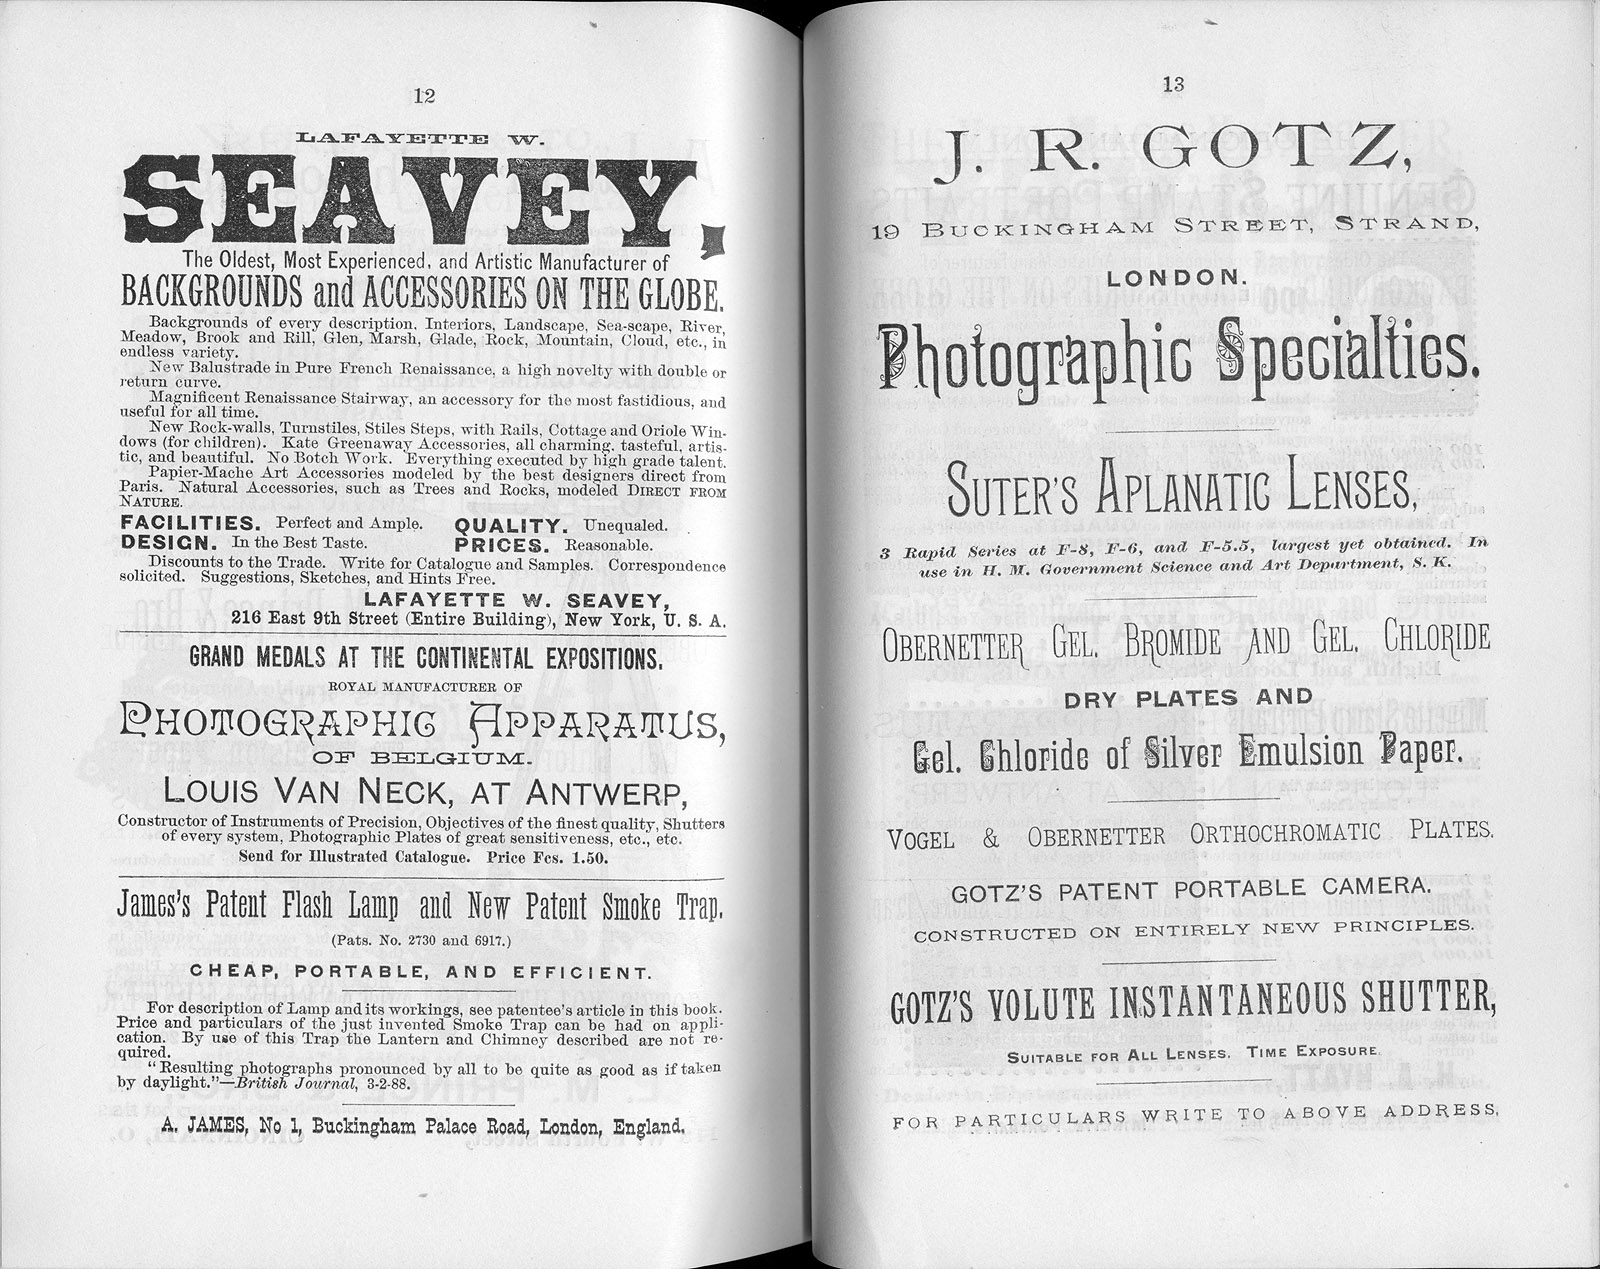 12
LAFAYETTE W.
SEAVEY,
The Oldest, Most Experienced, and Artistic Manufacturer of
BACKGROUNDS and ACCESSORIES ON THE GLOBE.
Backgrounds of every description, Interiors, Landscape, Sea-scape, River,
Meadow, Brook and Rill, Glen, Marsh, Glade, Rock, Mountain, Cloud, etc., in
endless variety.
New Balustrade in Pure French Renaissance, a high novelty with double or
return curve.
Magnificent Renaissance Stairway, an accessory for the most fastidious, and
useful for all time.
New Rock-walls, Turnstiles, Stiles Steps, with Rails, Cottage and Oriole Win-
dows (for children). Kate Greenaway Accessories, all charming, tasteful, artis-
tic, and beautiful. No Botch Work. Everything executed by high grade talent.
Papier-Mache Art Accessories modeled by the best designers direct from
Paris. Natural Accessories, such as Trees and Rocks, modeled DIRECT FROM
NATURE.
FACILITIES. Perfect and Ample. QUALITY. Unequaled.
DESIGN. In the Best Taste. PRICES. Reasonable.
Discounts to the Trade. Write for Catalogue and Samples. Correspondence
solicited. Suggestions, Sketches, and Hints Free.
LAFAYETTE W. SEAVEY,
216 East 9th Street (Entire Building), New York, U. S. A.
GRAND MEDALS AT THE CONTINENTAL EXPOSITIONS.
ROYAL MANUFACTURER OF
PHOTOGRAPHIC APPARATUS,
OF BELGIUM.
LOUIS VAN NECK, AT ANTWERP,
Constructor of Instruments of Precision, Objectives of the finest quality, Shutters
of every system, Photographic Plates of great sensitiveness, etc., etc.
Send for Illustrated Catalogue. Price Fcs. 1.50.
James's Patent Flash Lamp and New Patent Smoke Trap.
(Pats. No. 2730 and 6917.)
CHEAP, PORTABLE, AND EFFICIENT.
For description of Lamp and its workings, see patentee's article in this book.
Price and particulars of the just invented Smoke Trap can be had on appli-
cation. By use of this Trap the Lantern and Chimney described are not re-
quired.
"Resulting photographs pronounced by all to be quite as good as if taken
by daylight."—British Journal, 3-2-88.
A. JAMES, No 1, Buckingham Palace Road, London, England.
13
J. R. GOTZ,
19 BUCKINGHAM STREET, STRAND,
LONDON.
Photographic Specialties.
SUTER'S APLANATIC LENSES,
3 Rapid Series at F-8, F-6, and F-5.5, largest yet obtained. In
use in H. M. Government Science and Art Department, S. K.
OBERNETTER GEL. BROMIDE AND GEL. CHLORIDE
DRY PLATES AND
Gel. Chloride of Silver Emulsion Paper.
VOGEL & OBERNETTER ORTHOCHROMATIC PLATES.
GOTZ'S PATENT PORTABLE CAMERA.
CONSTRUCTED ON ENTIRELY NEW PRINCIPLES.
GOTZ'S VOLUTE INSTANTANEOUS SHUTTER,
SUITABLE FOR ALL LENSES. TIME EXPOSURE.
FOR PARTICULARS WRITE TO ABOVE ADDRESS.